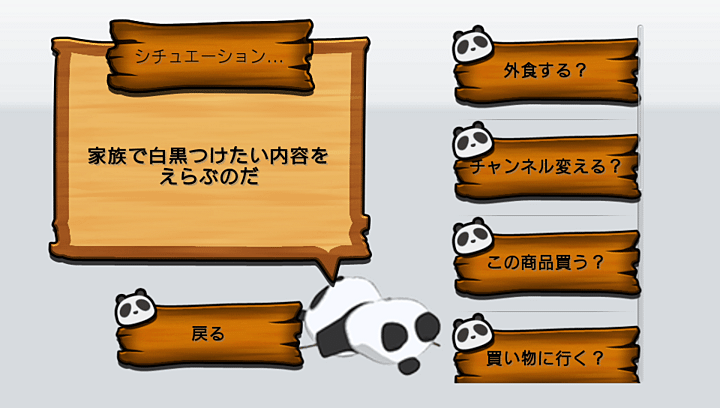 シチュエーション...
家族で白黒つけたい内容を
えらぶのだ
戻る
外食する？
チャンネル変える？
この商品買う？
買い物に行く？